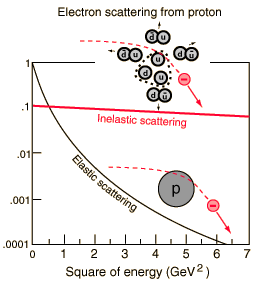 Electron scattering from proton
d u
d ū
u
d u
d ū
d
u
d ū
1
.1
.01
.001
.0001
Inelastic scattering
Elastic scattering
p
0 1 2 3 4 5 6 7
Square of energy (GeV²)